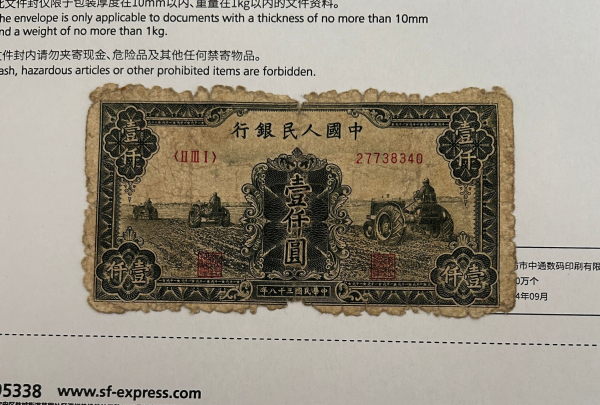 此文件封仅限于包装厚度在10mm以内、重量在1kg以内的文件资料。
he envelope is only applicable to documents with a thickness of no more than 10mm
nd a weight of no more than 1kg.
文件封内请勿夹寄现金、危险品及其他任何禁寄物品。
ash, hazardous articles or other prohibited items are forbidden.
行銀民人國中
壹仟
壹仟
〈II III I〉
27738340
壹仟圓
仟壹
仟壹
年八十三國民華中
市中通数码印刷有限
0万个
4年09月
95338 www.sf-express.com